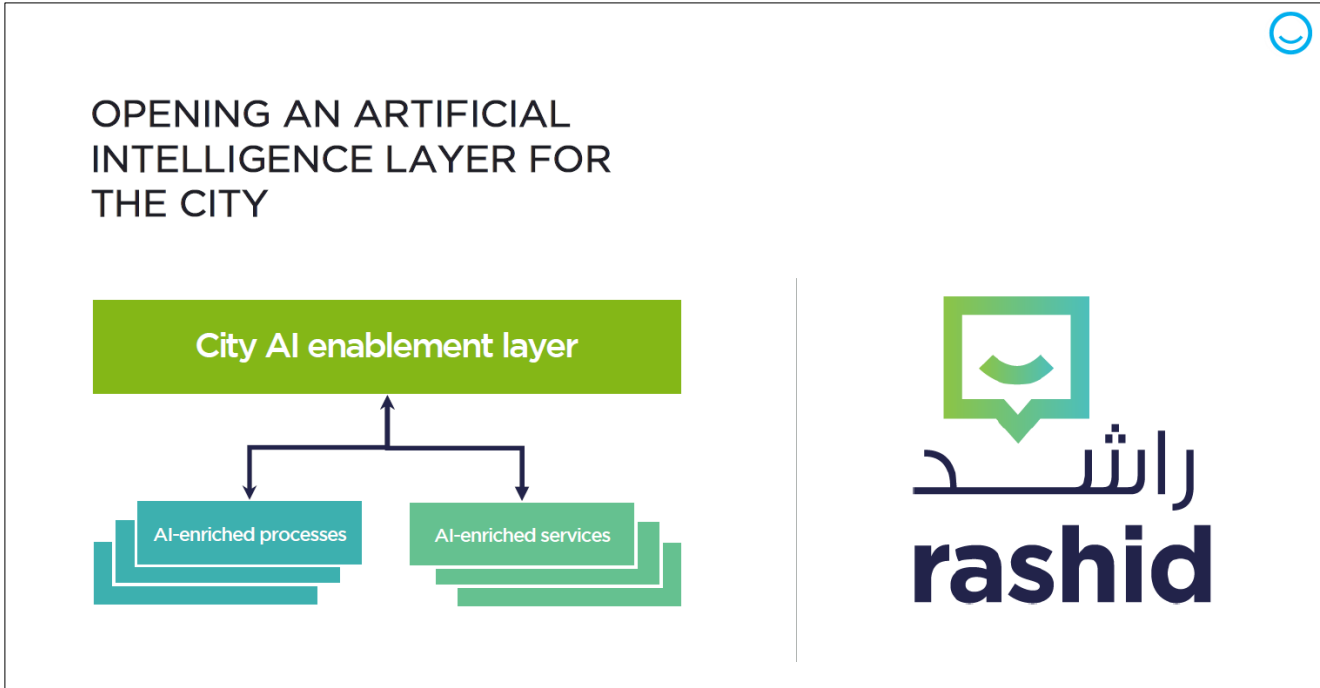 OPENING AN ARTIFICIAL
INTELLIGENCE LAYER FOR
THE CITY
City AI enablement layer
AI-enriched processes
AI-enriched services
راشد
rashid